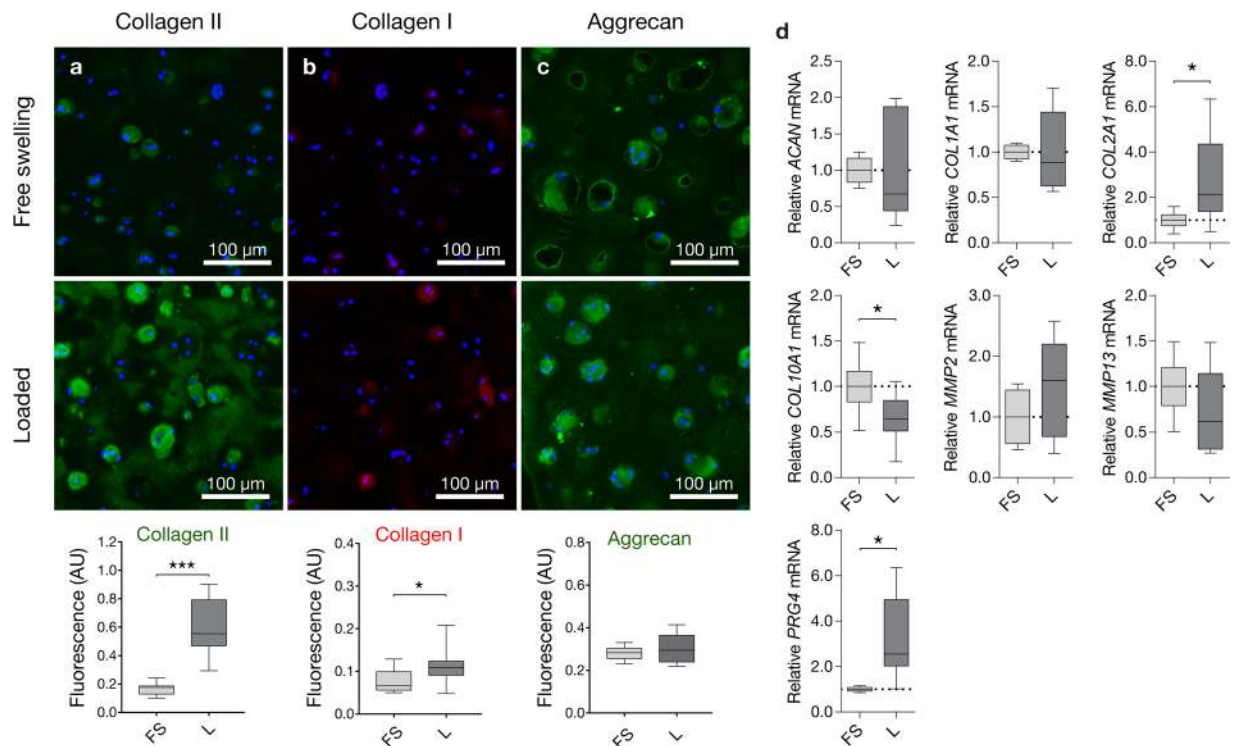 Collagen II
Collagen I
Aggrecan
Free swelling
Loaded
a
b
c
100 μm
100 μm
100 μm
100 μm
100 μm
100 μm
Collagen II
Fluorescence (AU)
1.2
1.0
0.8
0.6
0.4
0.2
0.0
***
FS
L
Collagen I
Fluorescence (AU)
0.4
0.3
0.2
0.1
0.0
*
FS
L
Aggrecan
Fluorescence (AU)
0.8
0.6
0.4
0.2
0.0
FS
L
d
Relative ACAN mRNA
2.5
2.0
1.5
1.0
0.5
0.0
FS
L
Relative COL1A1 mRNA
2.0
1.5
1.0
0.5
0.0
FS
L
Relative COL2A1 mRNA
8.0
6.0
4.0
2.0
0.0
*
FS
L
Relative COL10A1 mRNA
2.0
1.5
1.0
0.5
0.0
*
FS
L
Relative MMP2 mRNA
3.0
2.0
1.0
0.0
FS
L
Relative MMP13 mRNA
2.0
1.5
1.0
0.5
0.0
FS
L
Relative PRG4 mRNA
8.0
6.0
4.0
2.0
0.0
*
FS
L